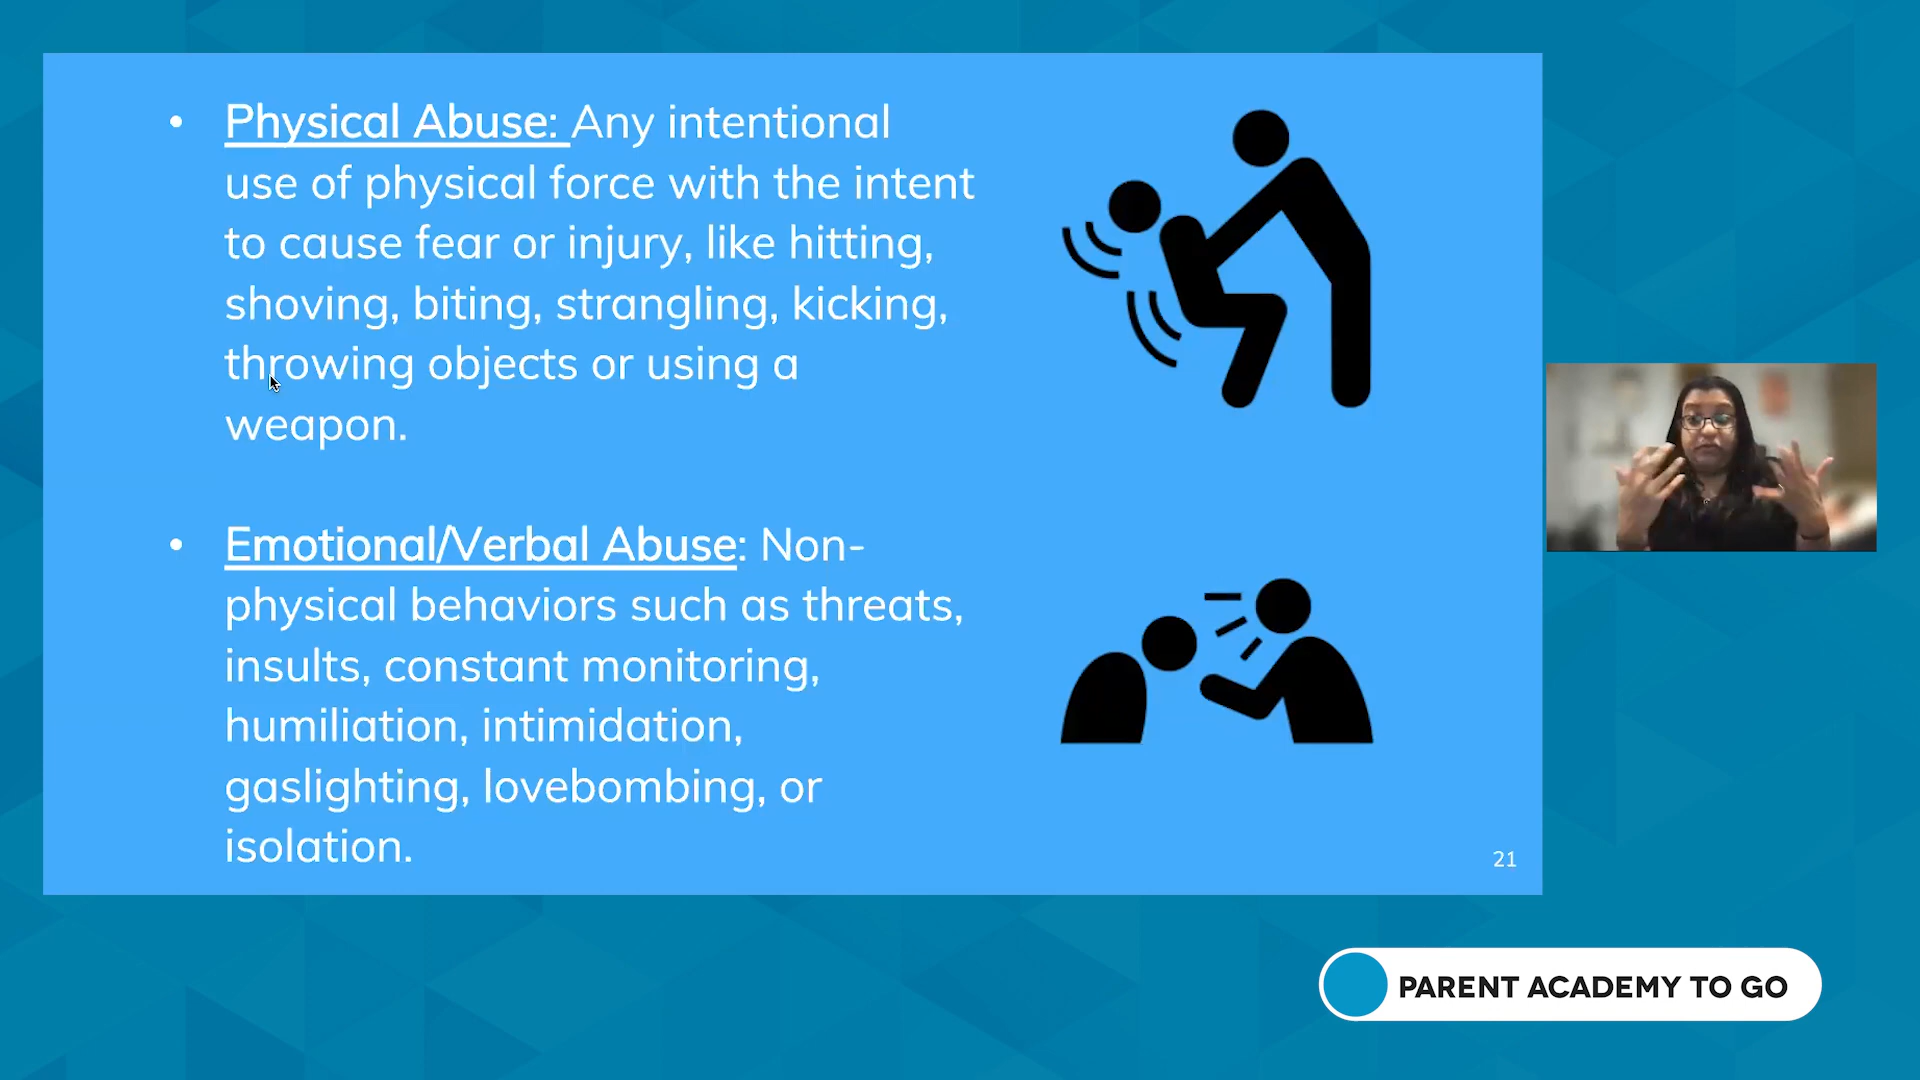 • Physical Abuse: Any intentional
use of physical force with the intent
to cause fear or injury, like hitting,
shoving, biting, strangling, kicking,
throwing objects or using a
weapon.
• Emotional/Verbal Abuse: Non-
physical behaviors such as threats,
insults, constant monitoring,
humiliation, intimidation,
gaslighting, lovebombing, or
isolation.
21
PARENT ACADEMY TO GO